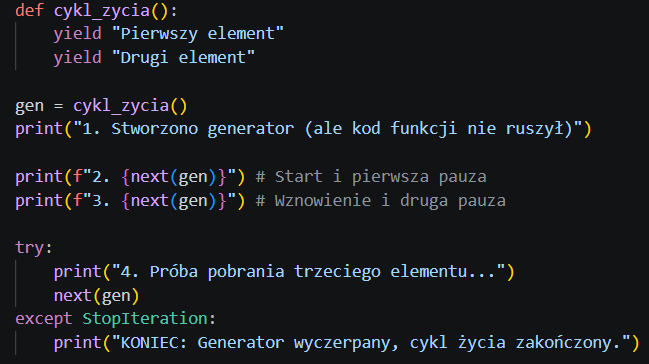 def cykl_zycia():
    yield "Pierwszy element"
    yield "Drugi element"

gen = cykl_zycia()
print("1. Stworzono generator (ale kod funkcji nie ruszył)")

print(f"2. {next(gen)}") # Start i pierwsza pauza
print(f"3. {next(gen)}") # Wznowienie i druga pauza

try:
    print("4. Próba pobrania trzeciego elementu...")
    next(gen)
except StopIteration:
    print("KONIEC: Generator wyczerpany, cykl życia zakończony.")